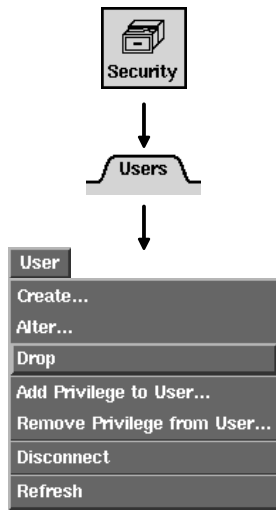 Security
Users
User
Create...
Alter...
Drop
Add Privilege to User...
Remove Privilege from User...
Disconnect
Refresh